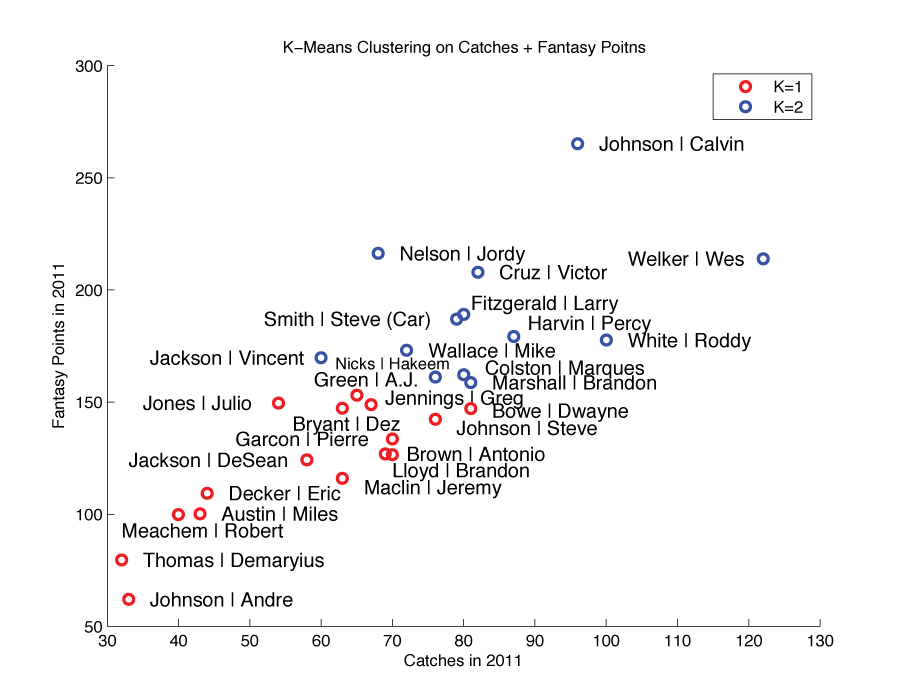 K−Means Clustering on Catches + Fantasy Poitns
300
250
200
150
100
50
Fantasy Points in 2011
K=1
K=2
Johnson | Calvin
Nelson | Jordy
Welker | Wes
Cruz | Victor
Fitzgerald | Larry
Smith | Steve (Car)
Harvin | Percy
White | Roddy
Wallace | Mike
Jackson | Vincent
Nicks | Hakeem
Colston | Marques
Green | A.J.
Marshall | Brandon
Jennings | Greg
Jones | Julio
Bowe | Dwayne
Bryant | Dez
Johnson | Steve
Garcon | Pierre
Brown | Antonio
Jackson | DeSean
Lloyd | Brandon
Maclin | Jeremy
Decker | Eric
Austin | Miles
Meachem | Robert
Thomas | Demaryius
Johnson | Andre
30 40 50 60 70 80 90 100 110 120 130
Catches in 2011